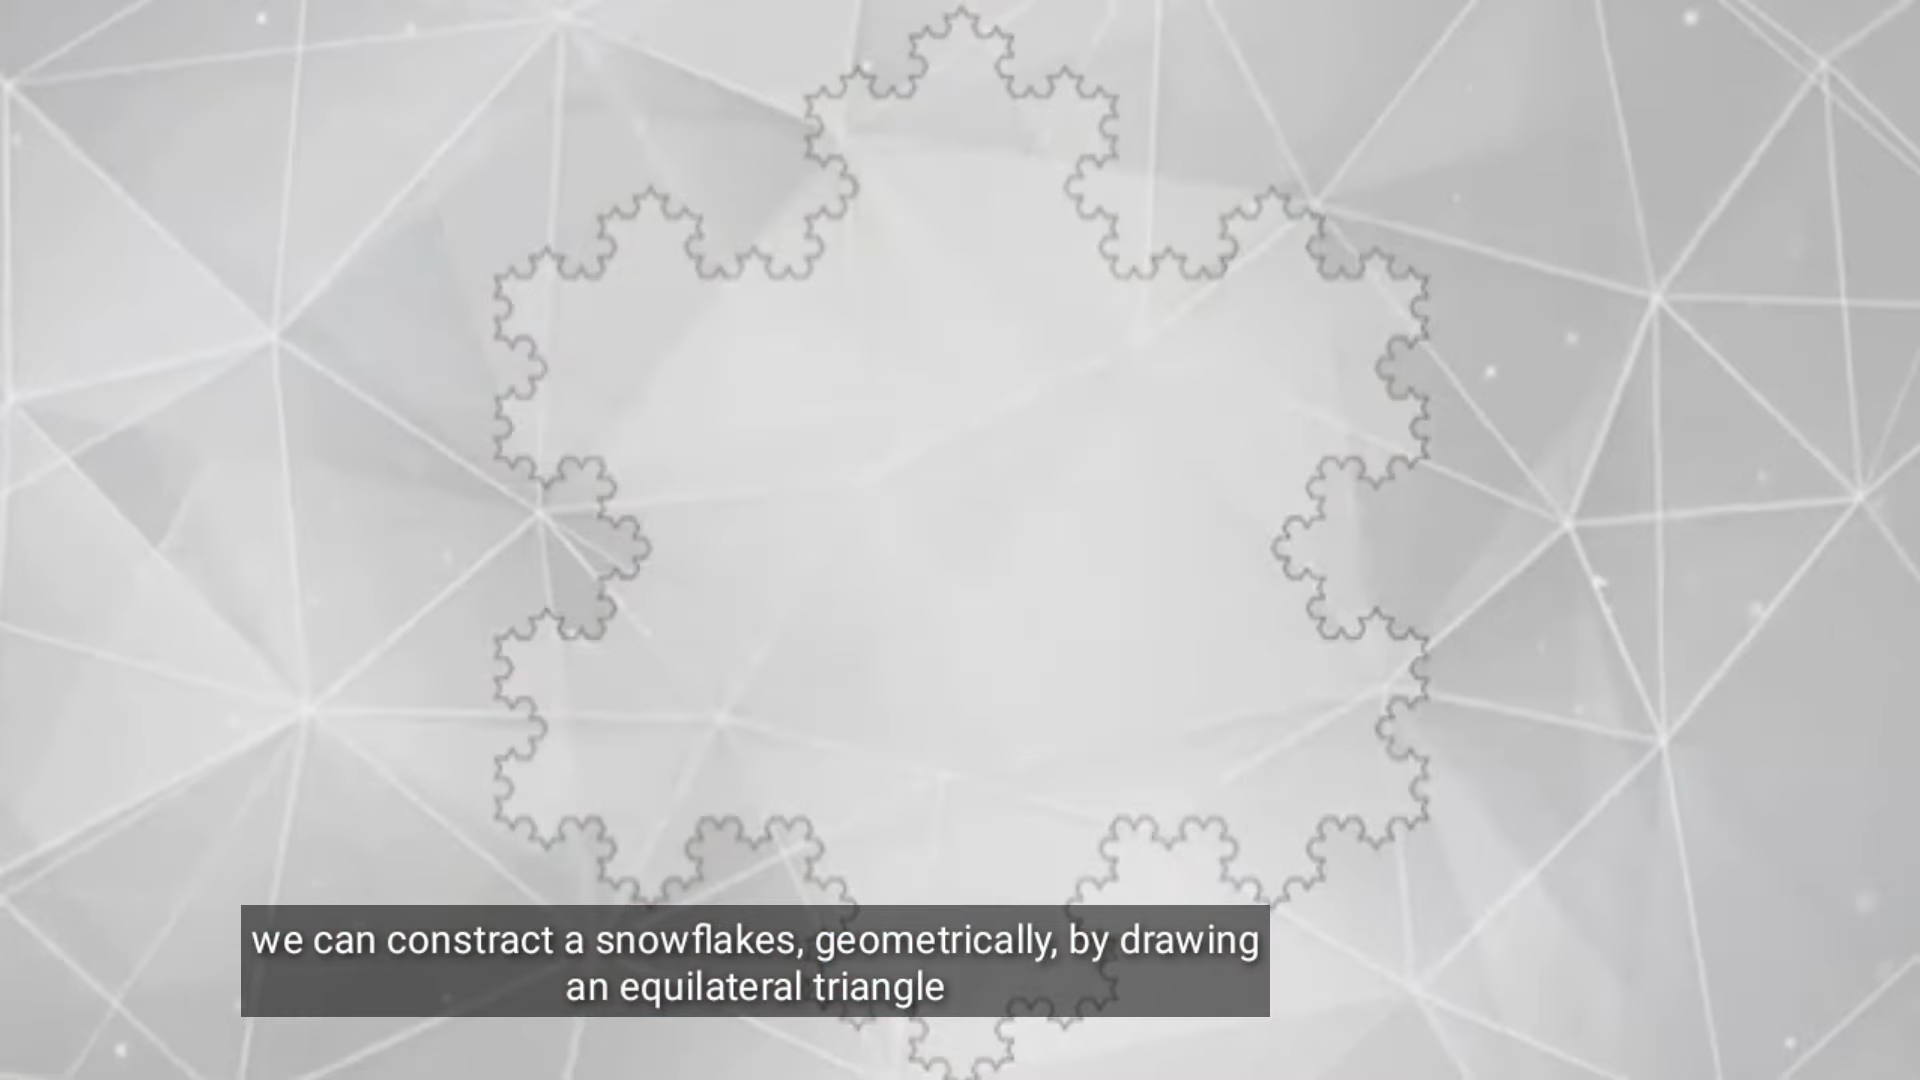 we can constract a snowflakes, geometrically, by drawing
an equilateral triangle